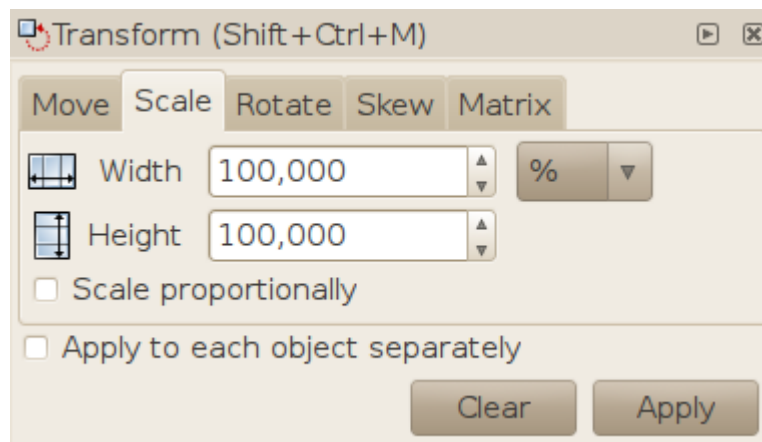 Transform (Shift+Ctrl+M)
Move Scale Rotate Skew Matrix
Width 100,000 %
Height 100,000
Scale proportionally
Apply to each object separately
Clear Apply